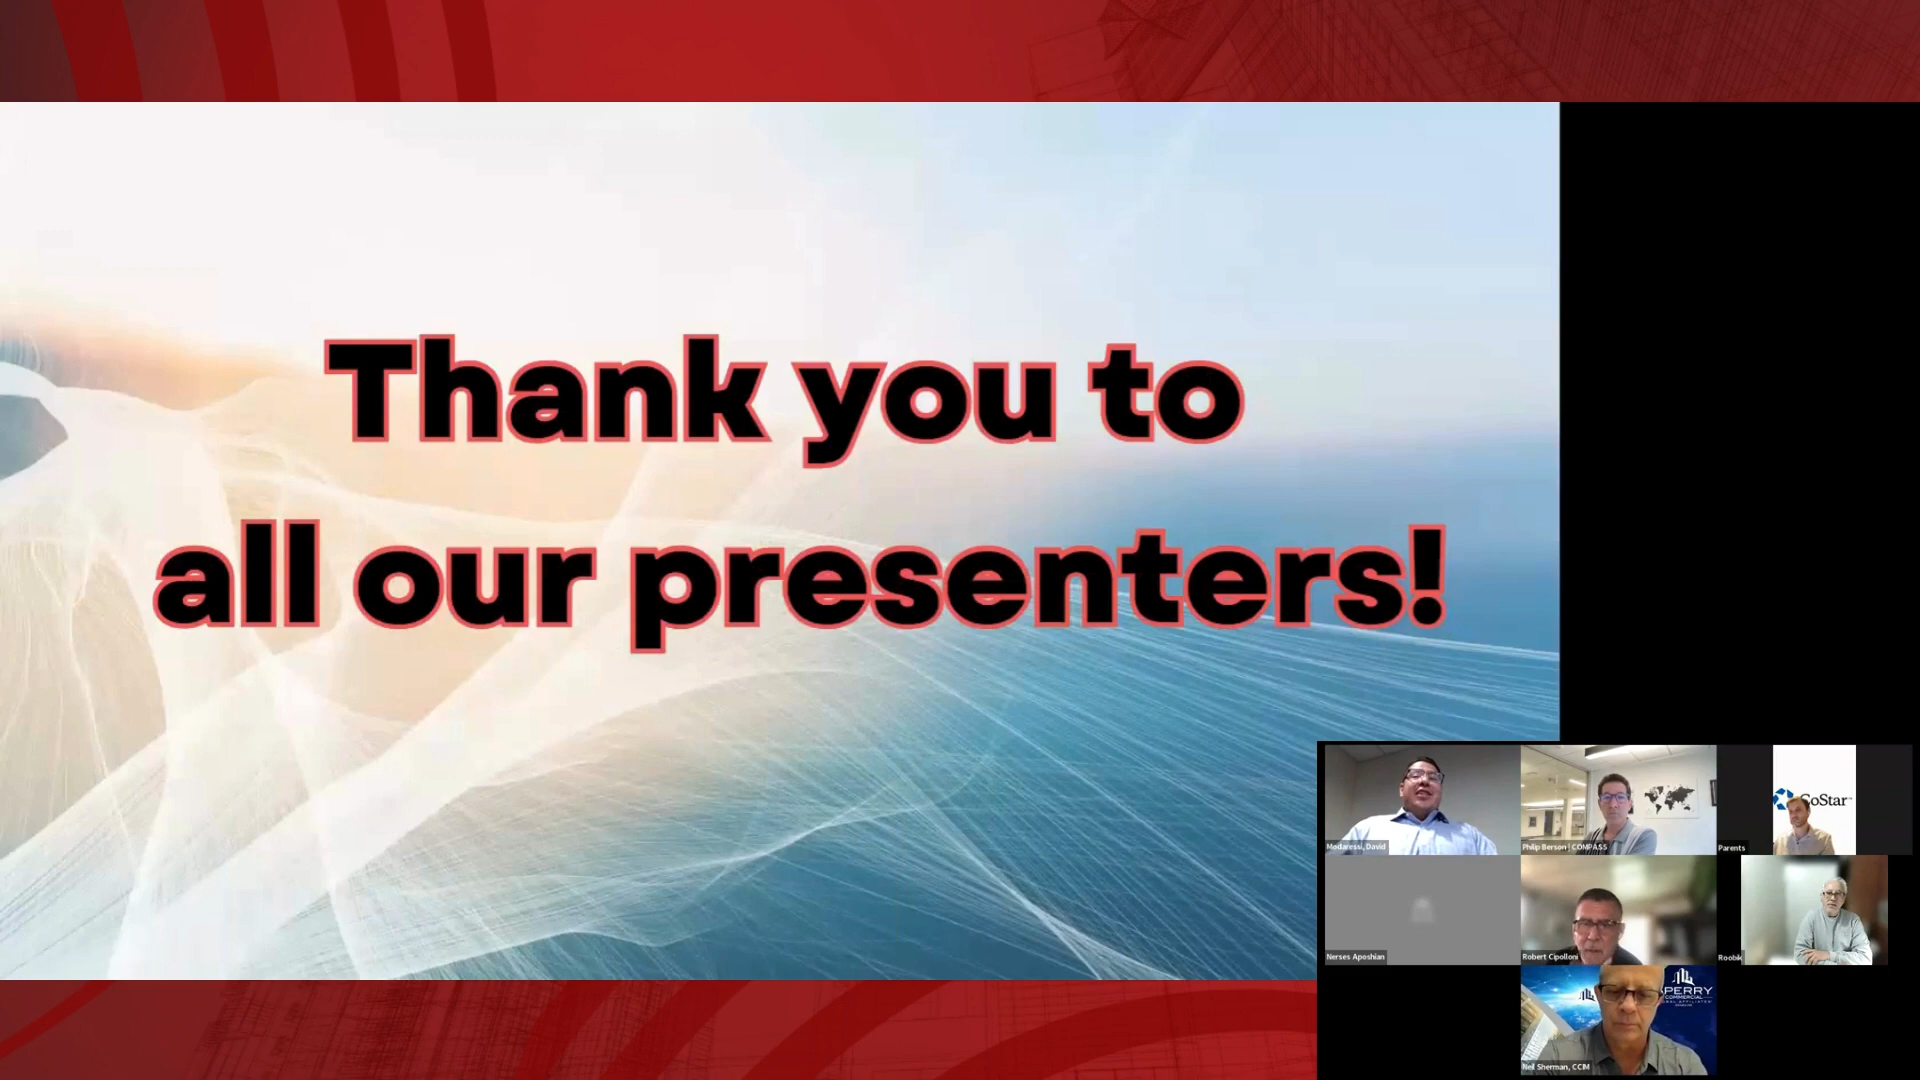 Thank you to
all our presenters!
Modaressi, David
Philip Berson | COMPASS
CoStar
Parents
Nerses Aposhian
Robert Cipolloni
Roobik
SPERRY
COMMERCIAL
Neil Sherman, CCIM